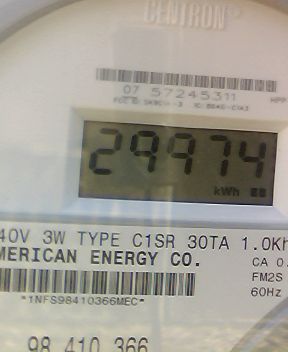 CENTRON
07 57245311
29974
kWh
40V 3W TYPE C1SR 30TA 1.0Kh
MERICAN ENERGY CO.
CA 0.
FM2S
60Hz
*1NFS98410366MEC*
98 410 366